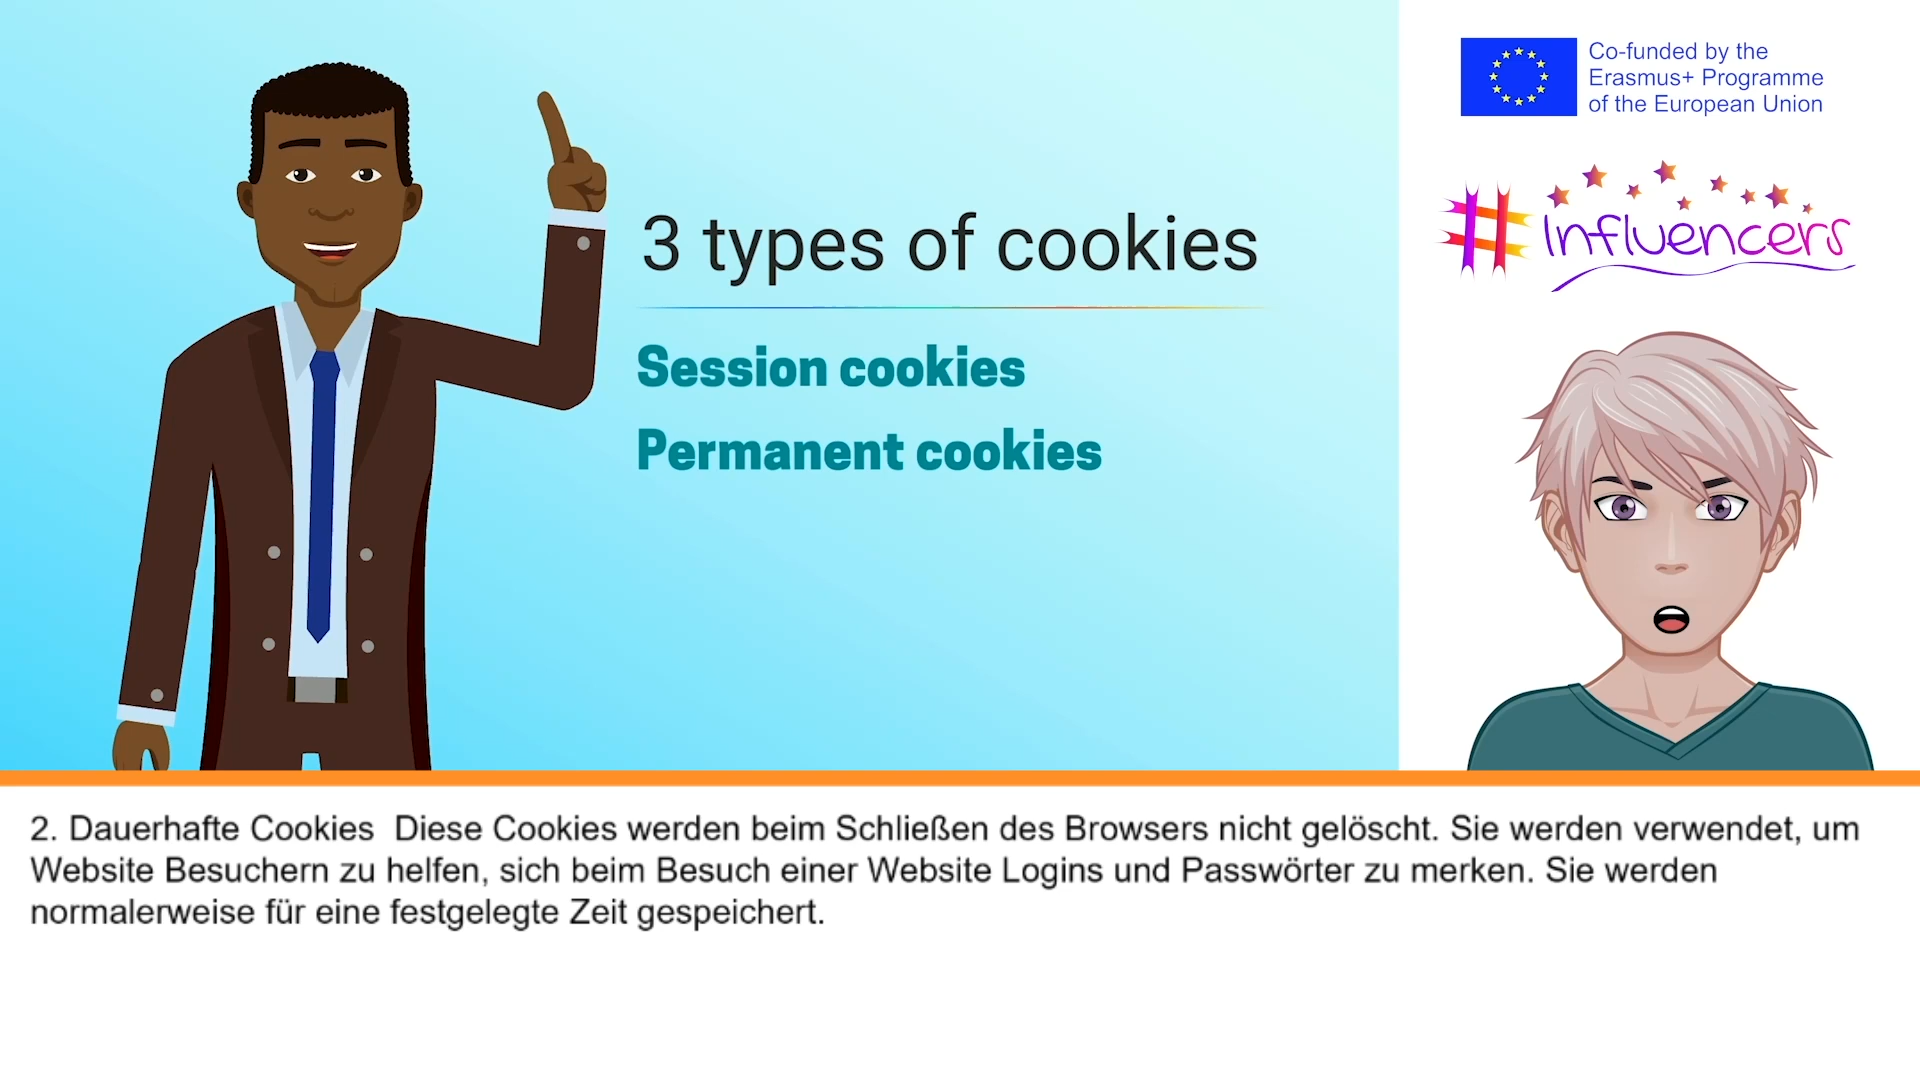 3 types of cookies
Session cookies
Permanent cookies
Co-funded by the
Erasmus+ Programme
of the European Union
#Influencers
2. Dauerhafte Cookies  Diese Cookies werden beim Schließen des Browsers nicht gelöscht. Sie werden verwendet, um
Website Besuchern zu helfen, sich beim Besuch einer Website Logins und Passwörter zu merken. Sie werden
normalerweise für eine festgelegte Zeit gespeichert.